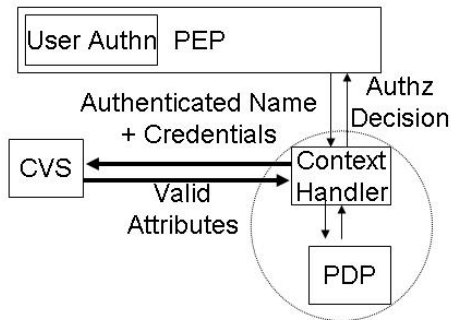 User Authn PEP
Authenticated Name
+ Credentials
Authz
Decision
CVS
Context
Handler
Valid
Attributes
PDP